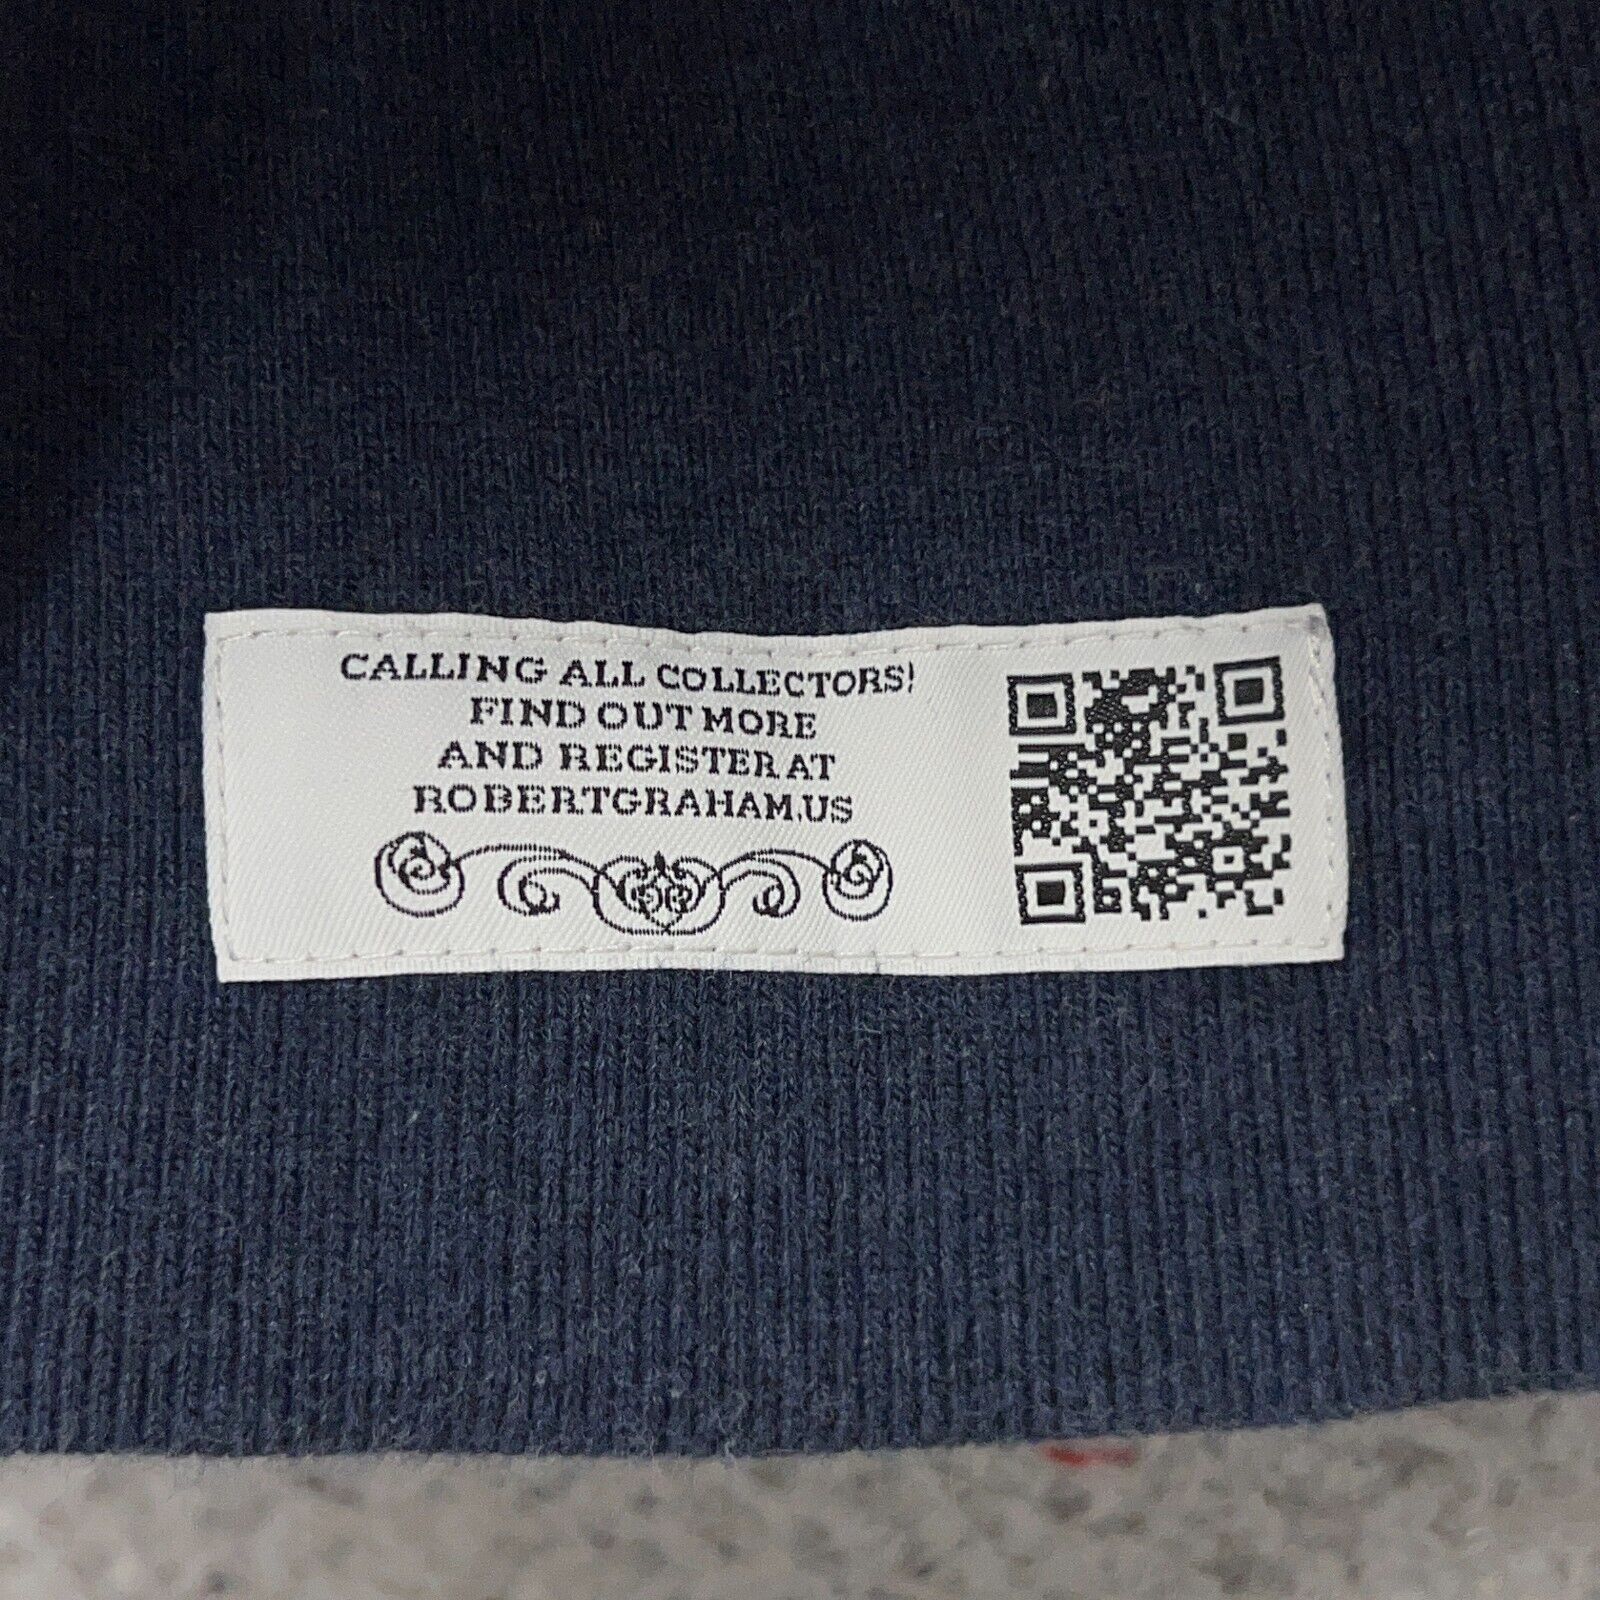 CALLING ALL COLLECTORS!
FIND OUT MORE
AND REGISTER AT
ROBERTGRAHAM.US